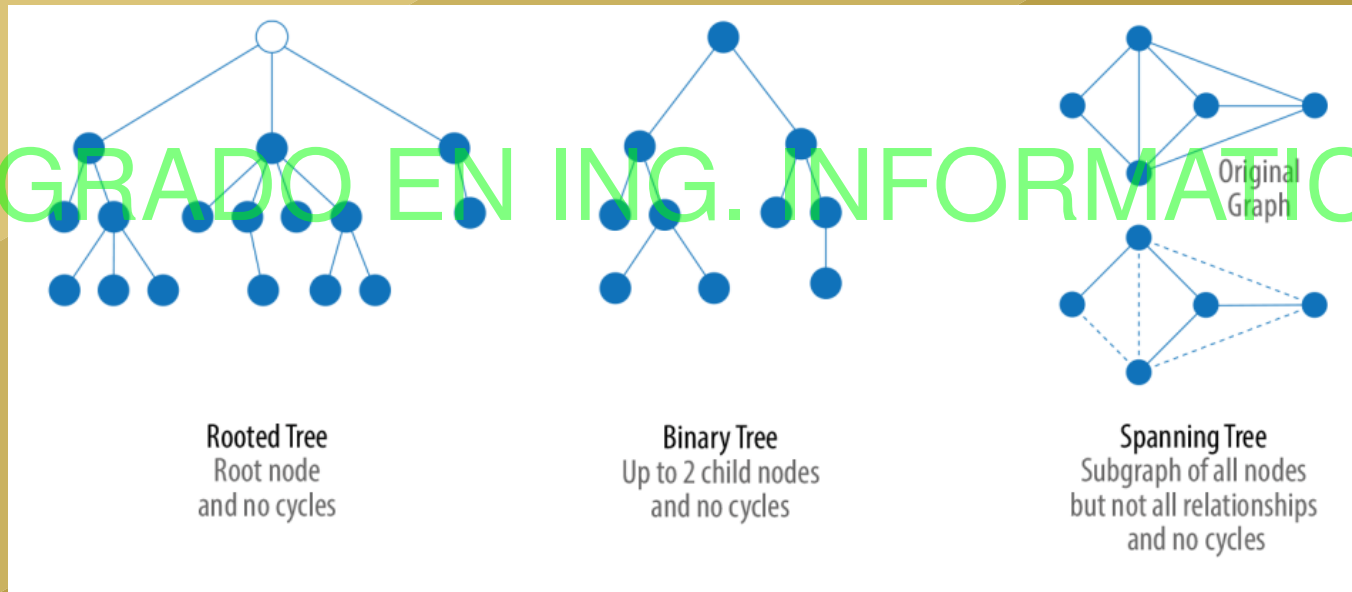 GRADO EN ING. INFORMATIC
Original
Graph
Rooted Tree
Root node
and no cycles
Binary Tree
Up to 2 child nodes
and no cycles
Spanning Tree
Subgraph of all nodes
but not all relationships
and no cycles